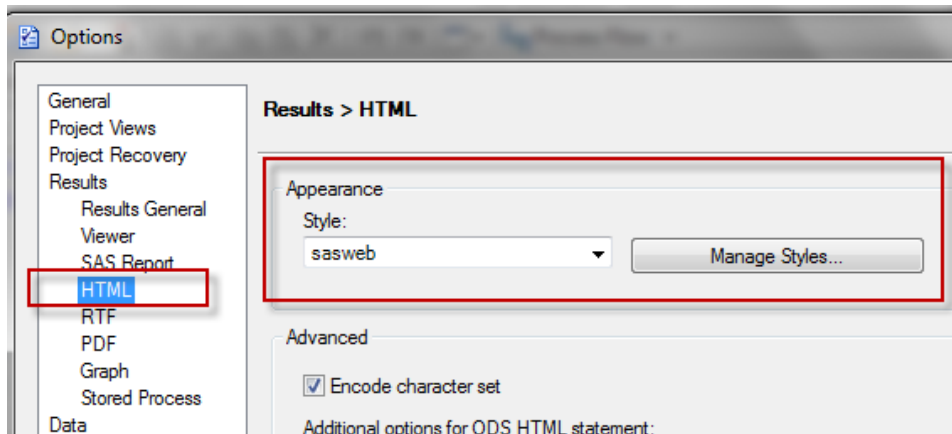 Options
General
Project Views
Project Recovery
Results
Results General
Viewer
SAS Report
HTML
RTF
PDF
Graph
Stored Process
Data
Results > HTML
Appearance
Style:
sasweb
Manage Styles...
Advanced
Encode character set
Additional options for ODS HTML statement: